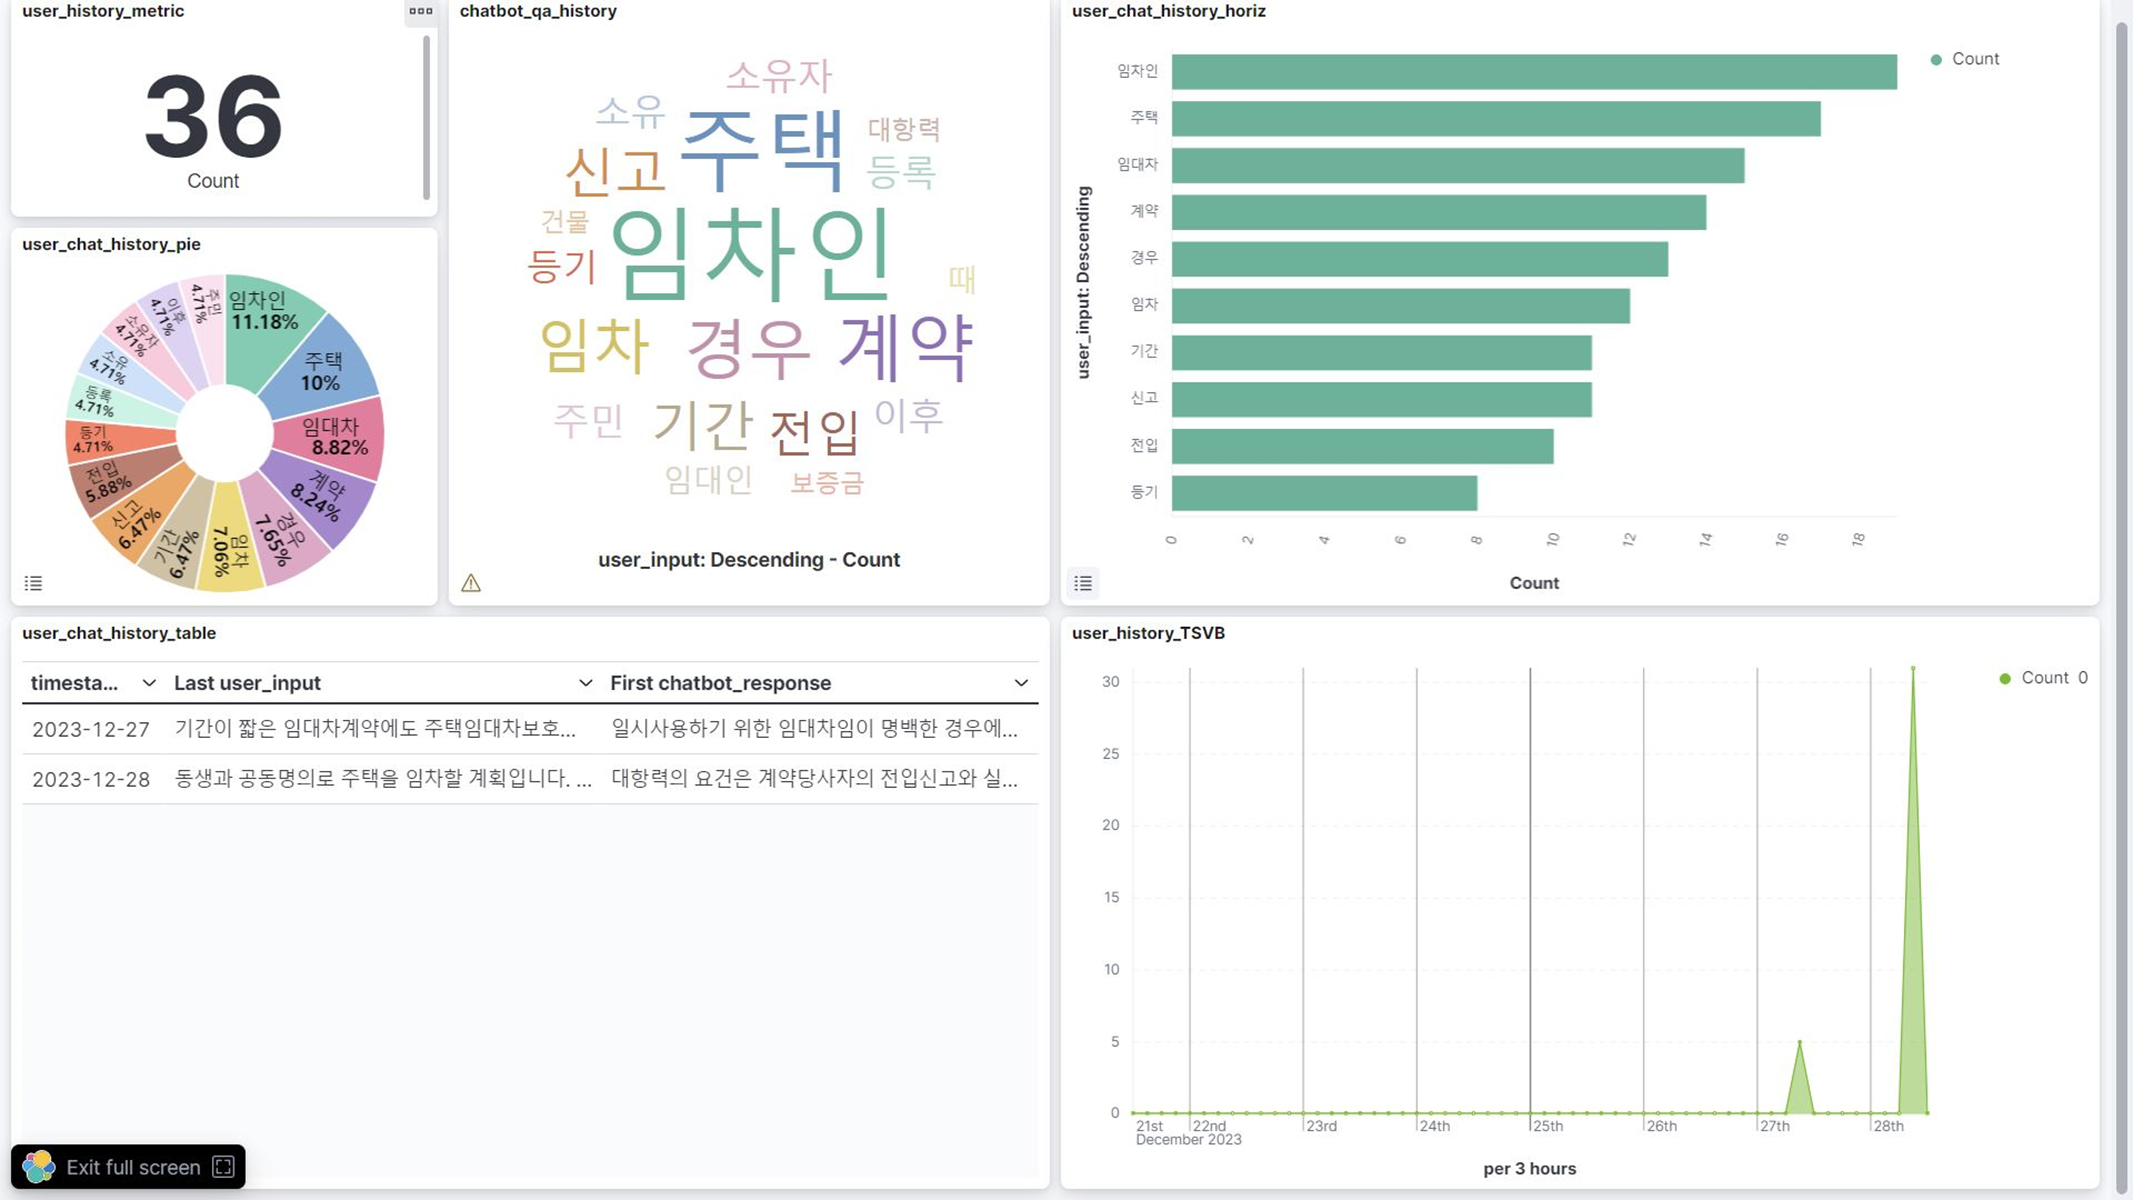 user_history_metric
36
Count
user_chat_history_pie
임차인
11.18%
주택
10%
임대차
8.82%
계약
8.24%
경우
7.65%
임차
7.06%
기간
6.47%
신고
6.47%
전입
5.88%
등기
4.71%
등록
4.71%
소유
4.71%
소유자
4.71%
이후
4.71%
주민
4.71%
chatbot_qa_history
소유자
소유
주택
대항력
신고
등록
건물
임차인
등기
때
임차
경우
계약
주민
기간
전입
이후
임대인
보증금
user_input: Descending - Count
user_chat_history_horiz
Count
user_input: Descending
임차인
주택
임대차
계약
경우
임차
기간
신고
전입
등기
0 2 4 6 8 10 12 14 16 18
Count
user_chat_history_table
timesta... Last user_input First chatbot_response
2023-12-27 기간이 짧은 임대차계약에도 주택임대차보호... 일시사용하기 위한 임대차임이 명백한 경우에...
2023-12-28 동생과 공동명의로 주택을 임차할 계획입니다. ... 대항력의 요건은 계약당사자의 전입신고와 실...
Exit full screen
user_history_TSVB
Count 0
30
25
20
15
10
5
0
21st 22nd 23rd 24th 25th 26th 27th 28th
December 2023
per 3 hours